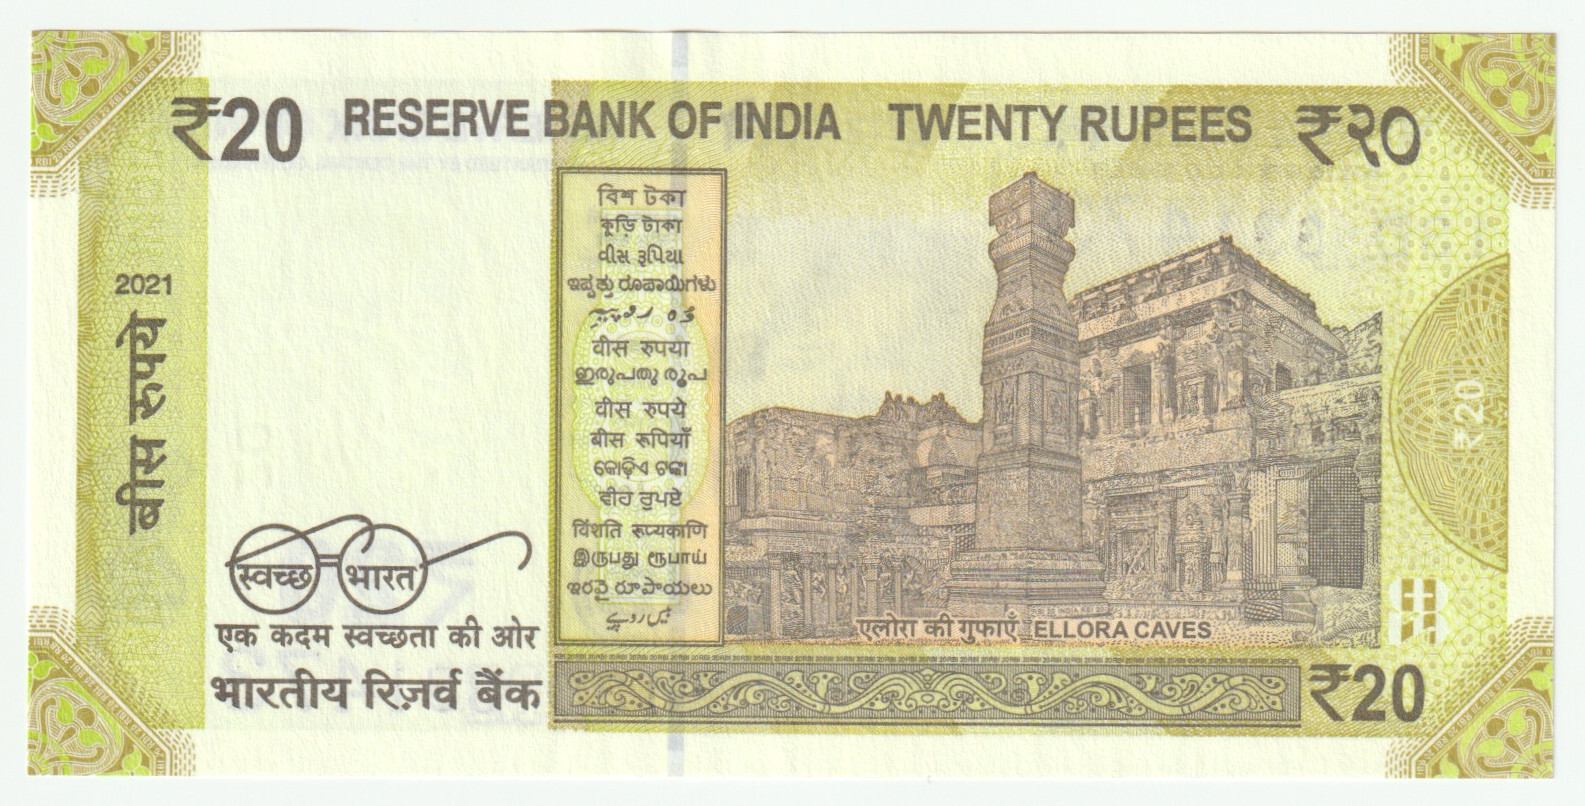 ₹20 RESERVE BANK OF INDIA TWENTY RUPEES ₹२०
2021
बीस रुपये
বিশ টকা
কুড়ি টাকা
વીસ રૂપિયા
ಇಪ್ಪತ್ತು ರೂಪಾಯಿಗಳು
वीस रुपया
ഇരുപതു രൂപ
वीस रुपये
बीस रूपियाँ
କୋଡ଼ିଏ ଟଙ୍କା
ਵੀਹ ਰੁਪਏ
विंशति रूप्यकाणि
இருபது ரூபாய்
ఇరవై రూపాయలు
بیس روپے
₹20
स्वच्छ भारत
एक कदम स्वच्छता की ओर
भारतीय रिज़र्व बैंक
एलोरा की गुफाएँ ELLORA CAVES
₹20